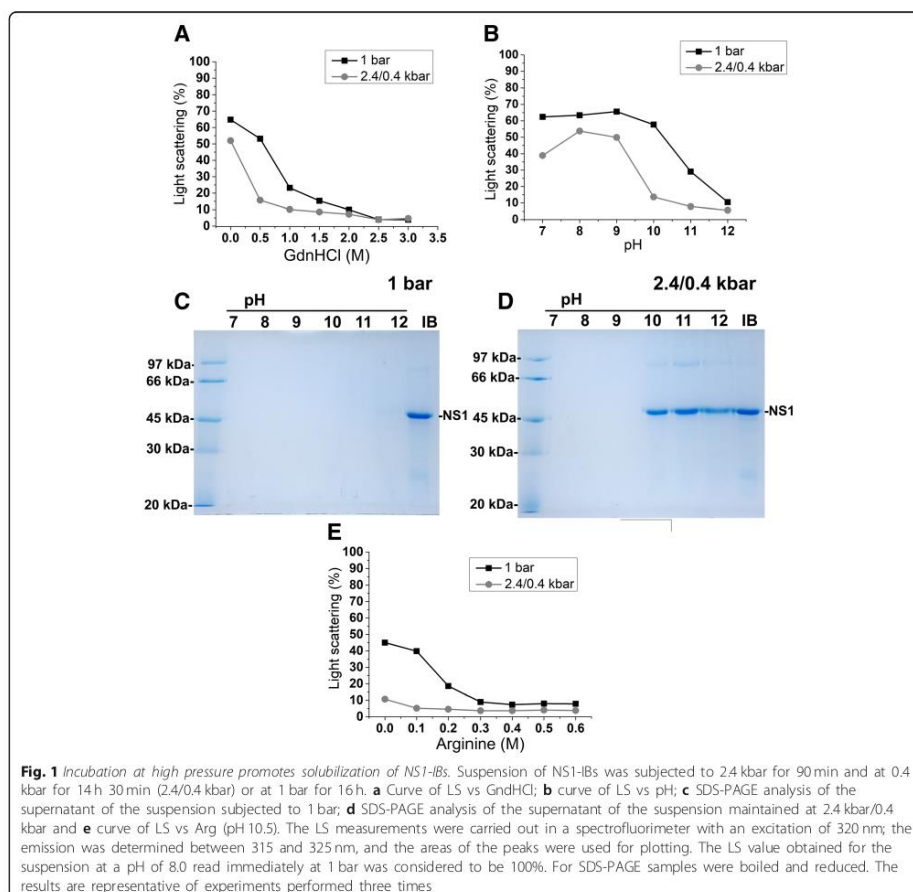 A
1 bar
2.4/0.4 kbar
Light scattering (%)
100
90
80
70
60
50
40
30
20
10
0
0.0 0.5 1.0 1.5 2.0 2.5 3.0 3.5
GdnHCl (M)
B
1 bar
2.4/0.4 kbar
Light scattering (%)
100
90
80
70
60
50
40
30
20
10
0
7 8 9 10 11 12
pH
C
pH
1 bar
7 8 9 10 11 12 IB
97 kDa-
66 kDa-
45 kDa-
30 kDa-
20 kDa-
-NS1
D
pH
2.4/0.4 kbar
7 8 9 10 11 12 IB
97 kDa-
66 kDa-
45 kDa-
30 kDa-
20 kDa-
-NS1
E
1 bar
2.4/0.4 kbar
Light scattering (%)
100
90
80
70
60
50
40
30
20
10
0
0.0 0.1 0.2 0.3 0.4 0.5 0.6
Arginine (M)
Fig. 1 Incubation at high pressure promotes solubilization of NS1-IBs. Suspension of NS1-IBs was subjected to 2.4 kbar for 90 min and at 0.4
kbar for 14 h 30 min (2.4/0.4 kbar) or at 1 bar for 16 h. a Curve of LS vs GndHCl; b curve of LS vs pH; c SDS-PAGE analysis of the
supernatant of the suspension subjected to 1 bar; d SDS-PAGE analysis of the supernatant of the suspension maintained at 2.4 kbar/0.4
kbar and e curve of LS vs Arg (pH 10.5). The LS measurements were carried out in a spectrofluorimeter with an excitation of 320 nm; the
emission was determined between 315 and 325 nm, and the areas of the peaks were used for plotting. The LS value obtained for the
suspension at a pH of 8.0 read immediately at 1 bar was considered to be 100%. For SDS-PAGE samples were boiled and reduced. The
results are representative of experiments performed three times